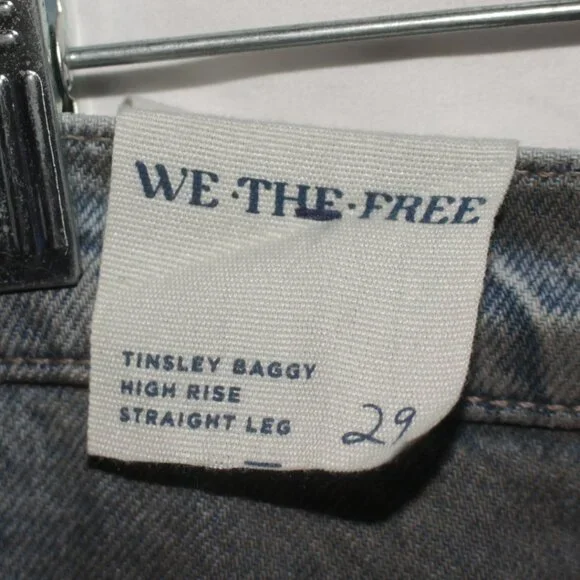 WE·THE·FREE
TINSLEY BAGGY
HIGH RISE
STRAIGHT LEG 29